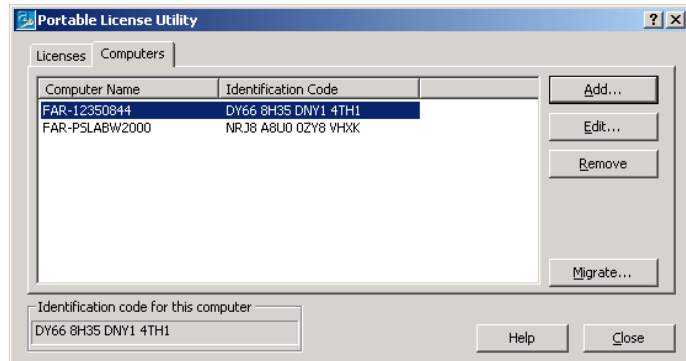 Portable License Utility
Licenses Computers
Computer Name Identification Code
FAR-12350844 DY66 8H35 DNY1 4TH1
FAR-PSLABW2000 NRJ8 A8U0 0ZY8 VHXK
Add...
Edit...
Remove
Migrate...
Identification code for this computer
DY66 8H35 DNY1 4TH1
Help Close